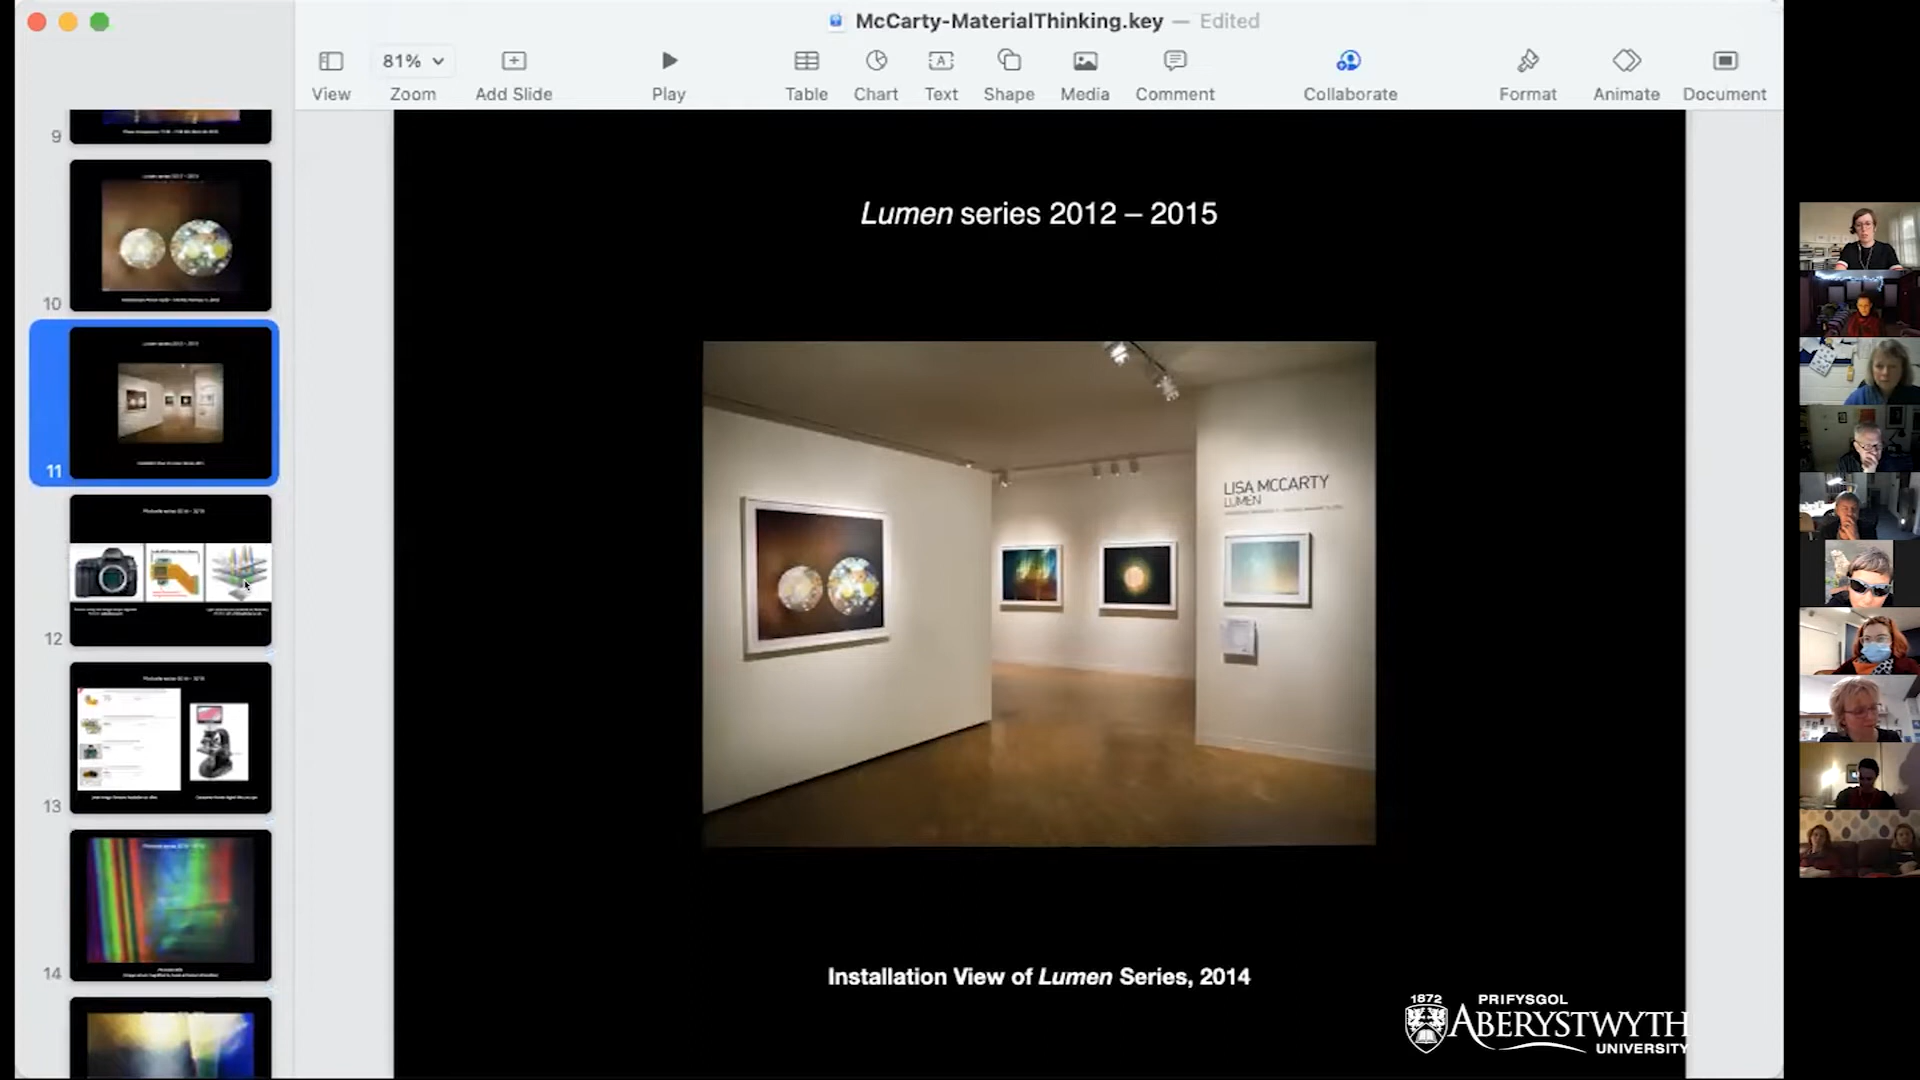 McCarty-MaterialThinking.key — Edited
81%
View
Zoom
Add Slide
Play
Table
Chart
Text
Shape
Media
Comment
Collaborate
Format
Animate
Document
9
10
11
12
13
14
Lumen series 2012 – 2015
LISA MCCARTY
LUMEN
Installation View of Lumen Series, 2014
1872 PRIFYSGOL
ABERYSTWYTH
UNIVERSITY